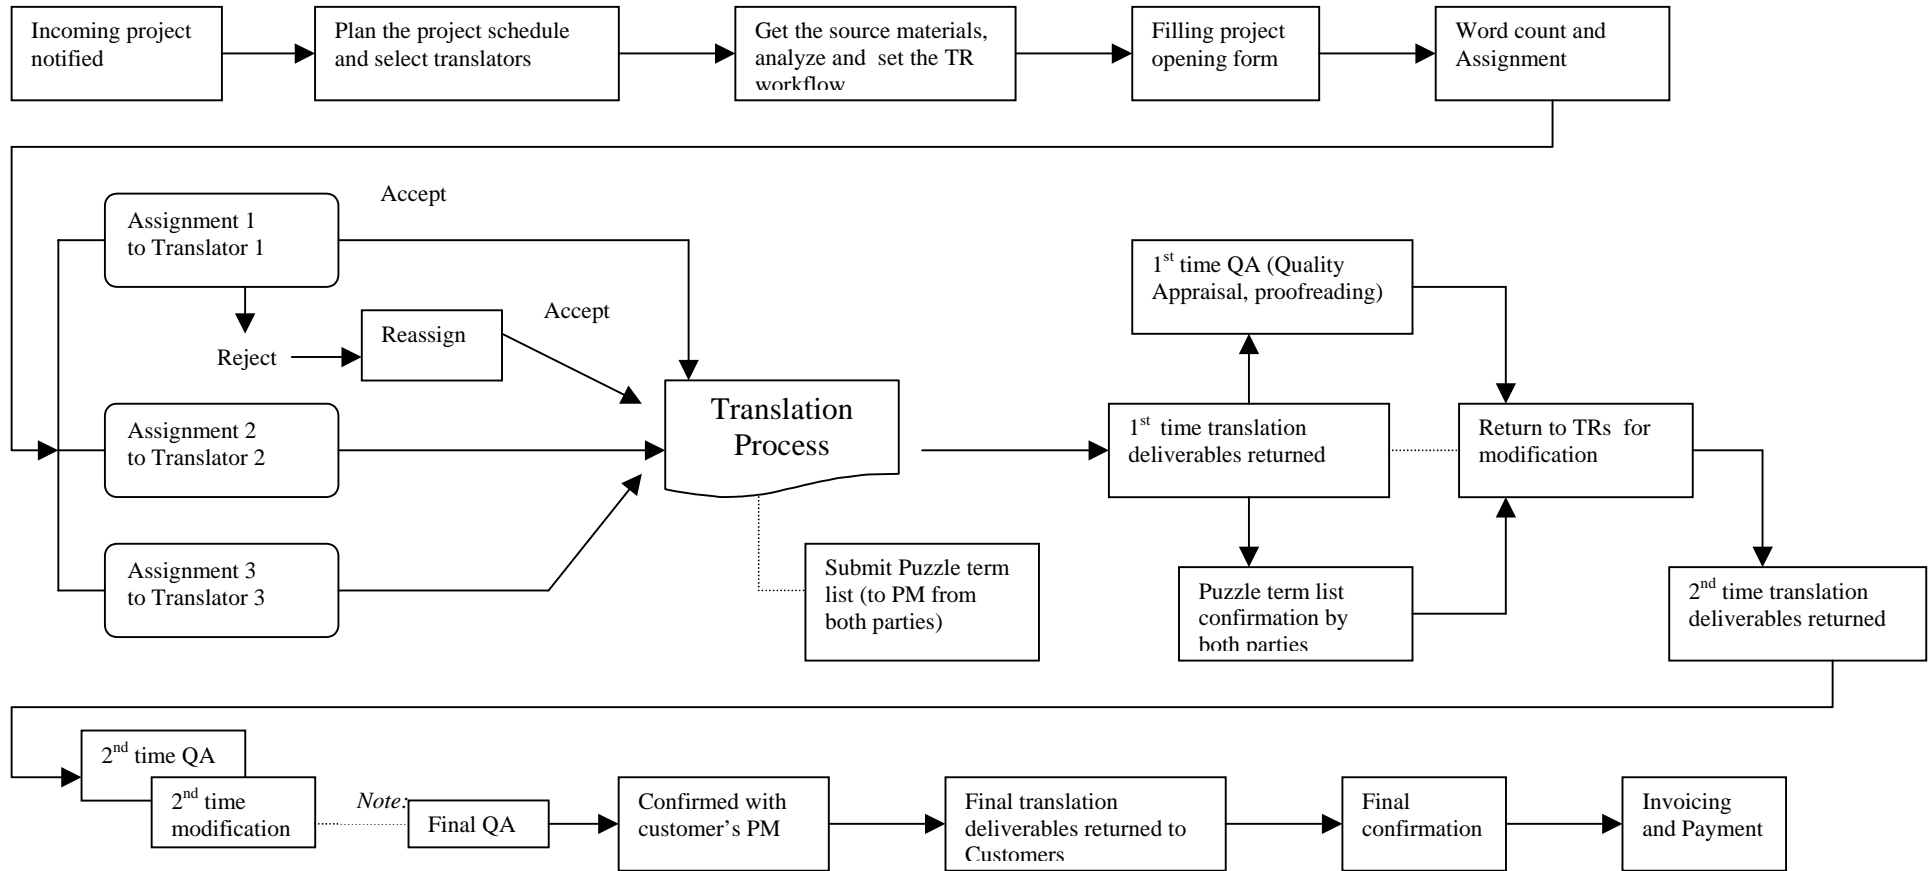 Incoming project
notified
Plan the project schedule
and select translators
Get the source materials,
analyze and  set the TR
workflow
Filling project
opening form
Word count and
Assignment
Accept
Assignment 1
to Translator 1
Reject
Reassign
Accept
Assignment 2
to Translator 2
Assignment 3
to Translator 3
Translation
Process
Submit Puzzle term
list (to PM from
both parties)
1st time QA (Quality
Appraisal, proofreading)
1st  time translation
deliverables returned
Puzzle term list
confirmation by
both parties
Return to TRs  for
modification
2nd time translation
deliverables returned
2nd time QA
2nd time
modification
Note:
Final QA
Confirmed with
customer’s PM
Final translation
deliverables returned to
Customers
Final
confirmation
Invoicing
and Payment